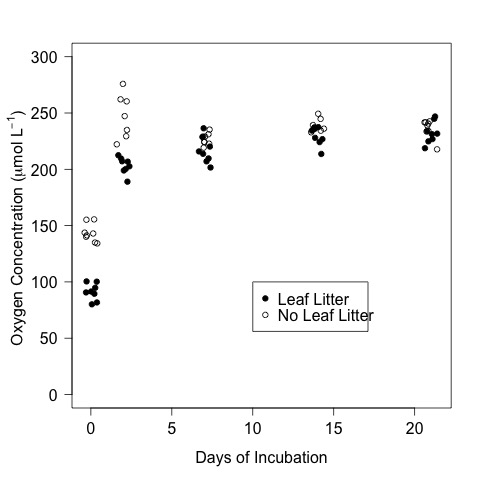 300
250
200
150
100
50
0
Oxygen Concentration (μmol L⁻¹)
Leaf Litter
No Leaf Litter
0 5 10 15 20
Days of Incubation